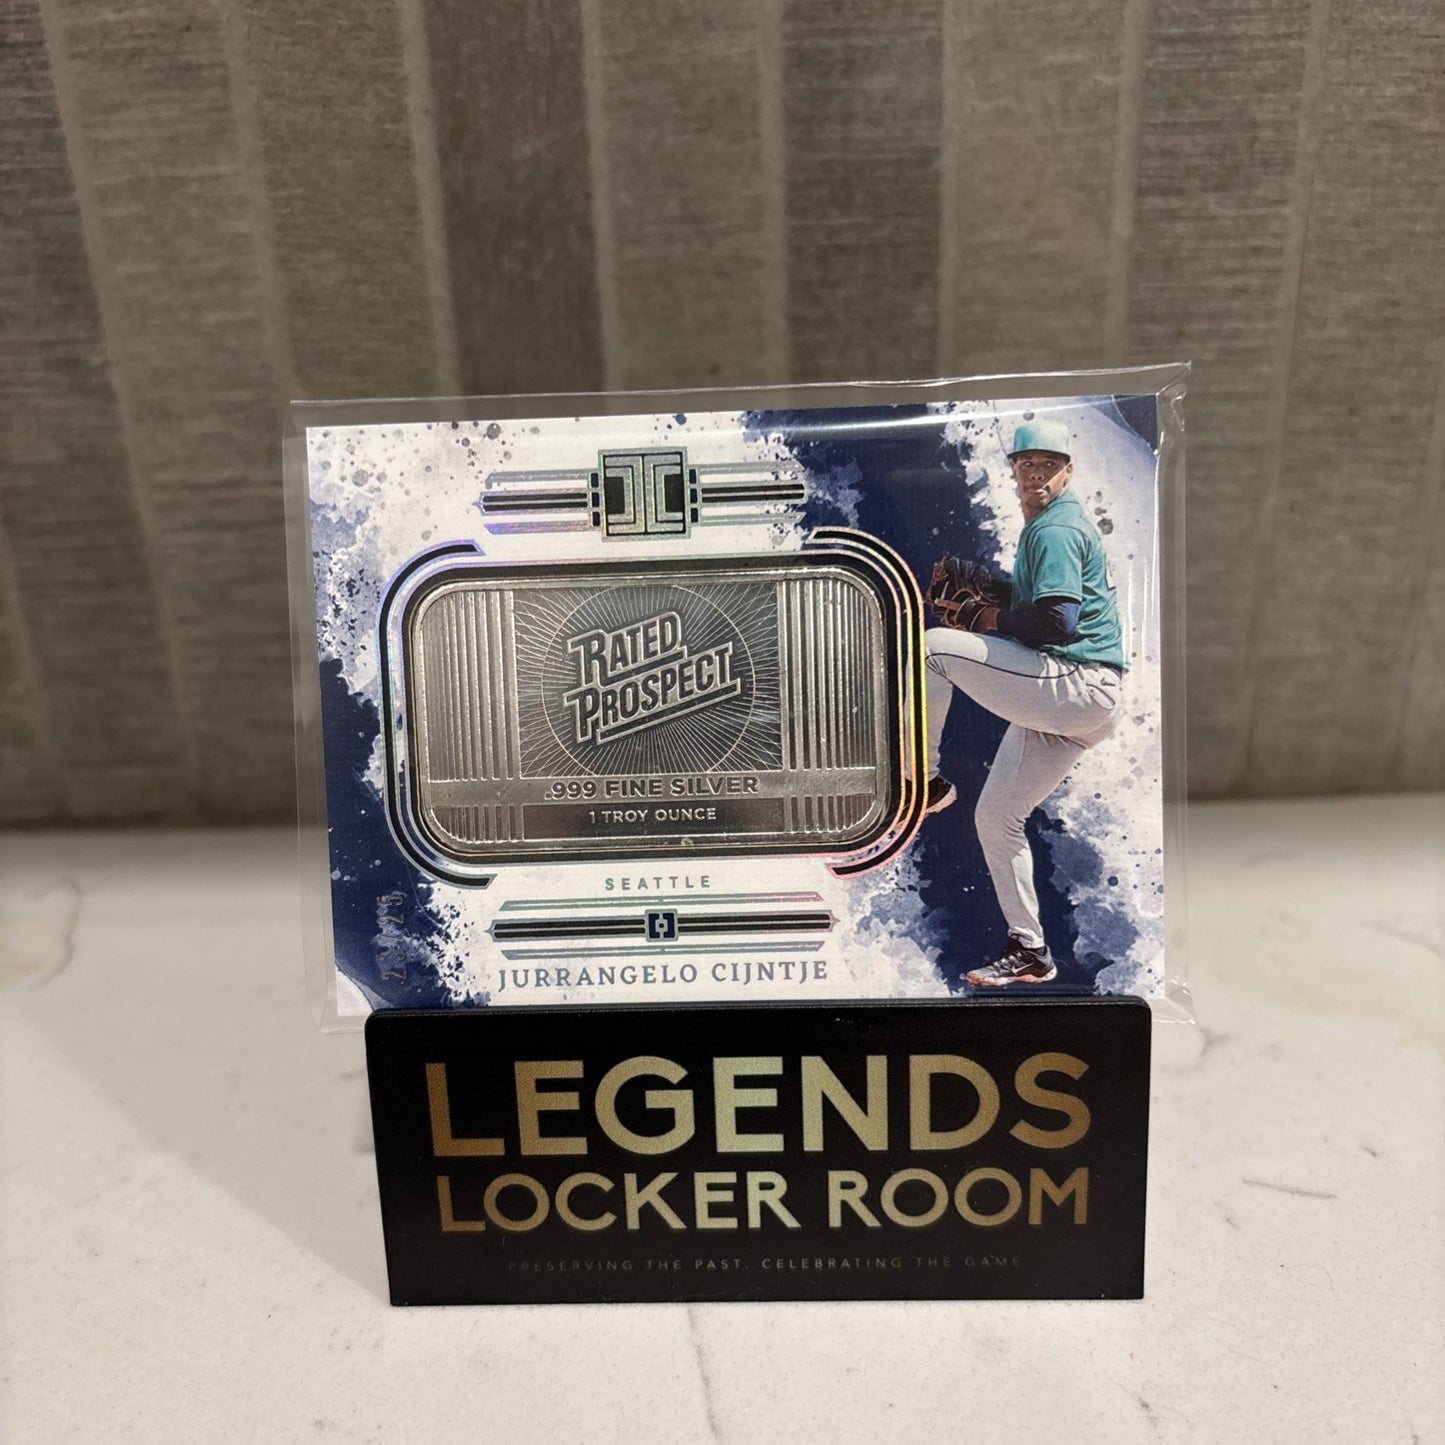 RATED
PROSPECT
.999 FINE SILVER
1 TROY OUNCE
SEATTLE
JURRANGELO CIJNTJE
LEGENDS
LOCKER ROOM
PRESERVING THE PAST. CELEBRATING THE GAME